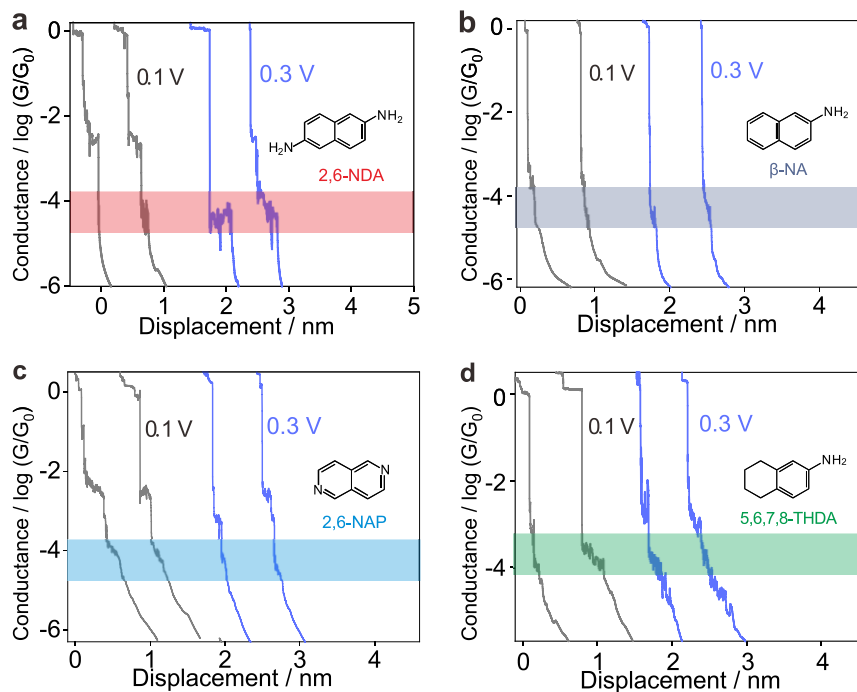 a
Conductance / log (G/G₀)
0
-2
-4
-6
0.1 V
0.3 V
H₂N
NH₂
2,6-NDA
0
1
2
3
4
5
Displacement / nm
b
Conductance / log (G/G₀)
0
-2
-4
-6
0.1 V
0.3 V
NH₂
β-NA
0
1
2
3
4
Displacement / nm
c
Conductance / log (G/G₀)
0
-2
-4
-6
0.1 V
0.3 V
N
N
2,6-NAP
0
1
2
3
4
Displacement / nm
d
Conductance / log (G/G₀)
0
-2
-4
0.1 V
0.3 V
NH₂
5,6,7,8-THDA
0
1
2
3
4
Displacement / nm